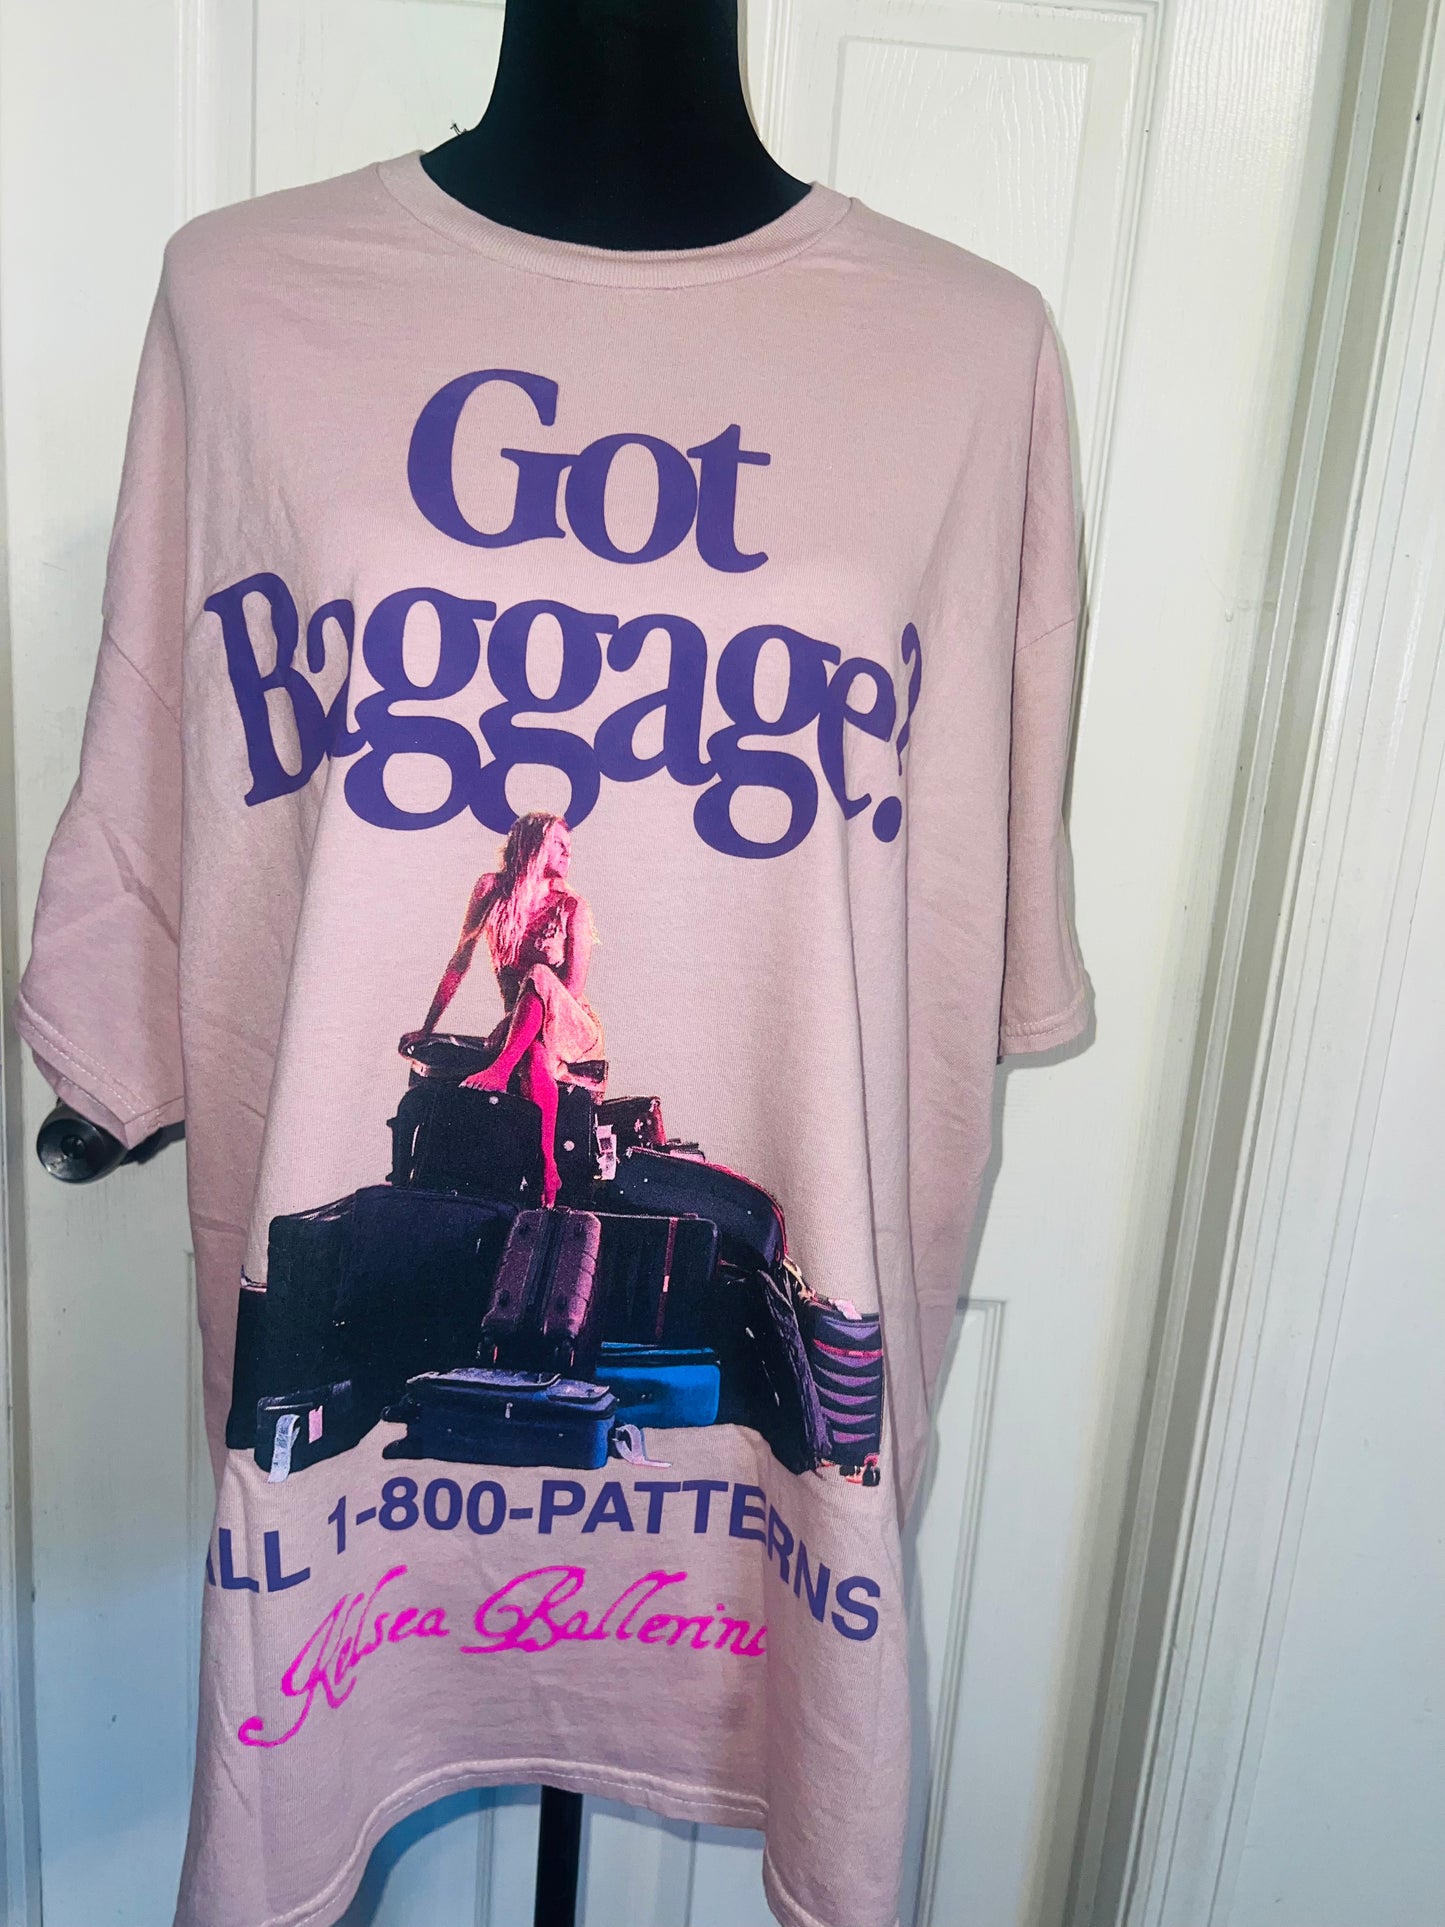 Got
Baggage?
ALL 1-800-PATTERNS
Kelsea Ballerini